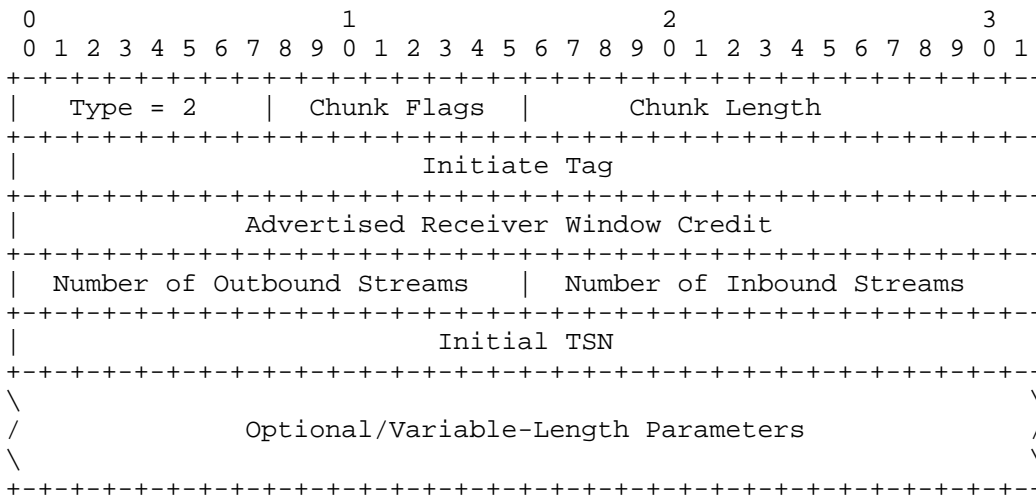 0                   1                   2                   3
 0 1 2 3 4 5 6 7 8 9 0 1 2 3 4 5 6 7 8 9 0 1 2 3 4 5 6 7 8 9 0 1
+-+-+-+-+-+-+-+-+-+-+-+-+-+-+-+-+-+-+-+-+-+-+-+-+-+-+-+-+-+-+-+--
|   Type = 2    |  Chunk Flags  |      Chunk Length
+-+-+-+-+-+-+-+-+-+-+-+-+-+-+-+-+-+-+-+-+-+-+-+-+-+-+-+-+-+-+-+--
|                         Initiate Tag
+-+-+-+-+-+-+-+-+-+-+-+-+-+-+-+-+-+-+-+-+-+-+-+-+-+-+-+-+-+-+-+--
|              Advertised Receiver Window Credit
+-+-+-+-+-+-+-+-+-+-+-+-+-+-+-+-+-+-+-+-+-+-+-+-+-+-+-+-+-+-+-+--
|  Number of Outbound Streams   |  Number of Inbound Streams
+-+-+-+-+-+-+-+-+-+-+-+-+-+-+-+-+-+-+-+-+-+-+-+-+-+-+-+-+-+-+-+--
|                          Initial TSN
+-+-+-+-+-+-+-+-+-+-+-+-+-+-+-+-+-+-+-+-+-+-+-+-+-+-+-+-+-+-+-+--
\                                                               \
/              Optional/Variable-Length Parameters              /
\                                                               \
+-+-+-+-+-+-+-+-+-+-+-+-+-+-+-+-+-+-+-+-+-+-+-+-+-+-+-+-+-+-+-+--